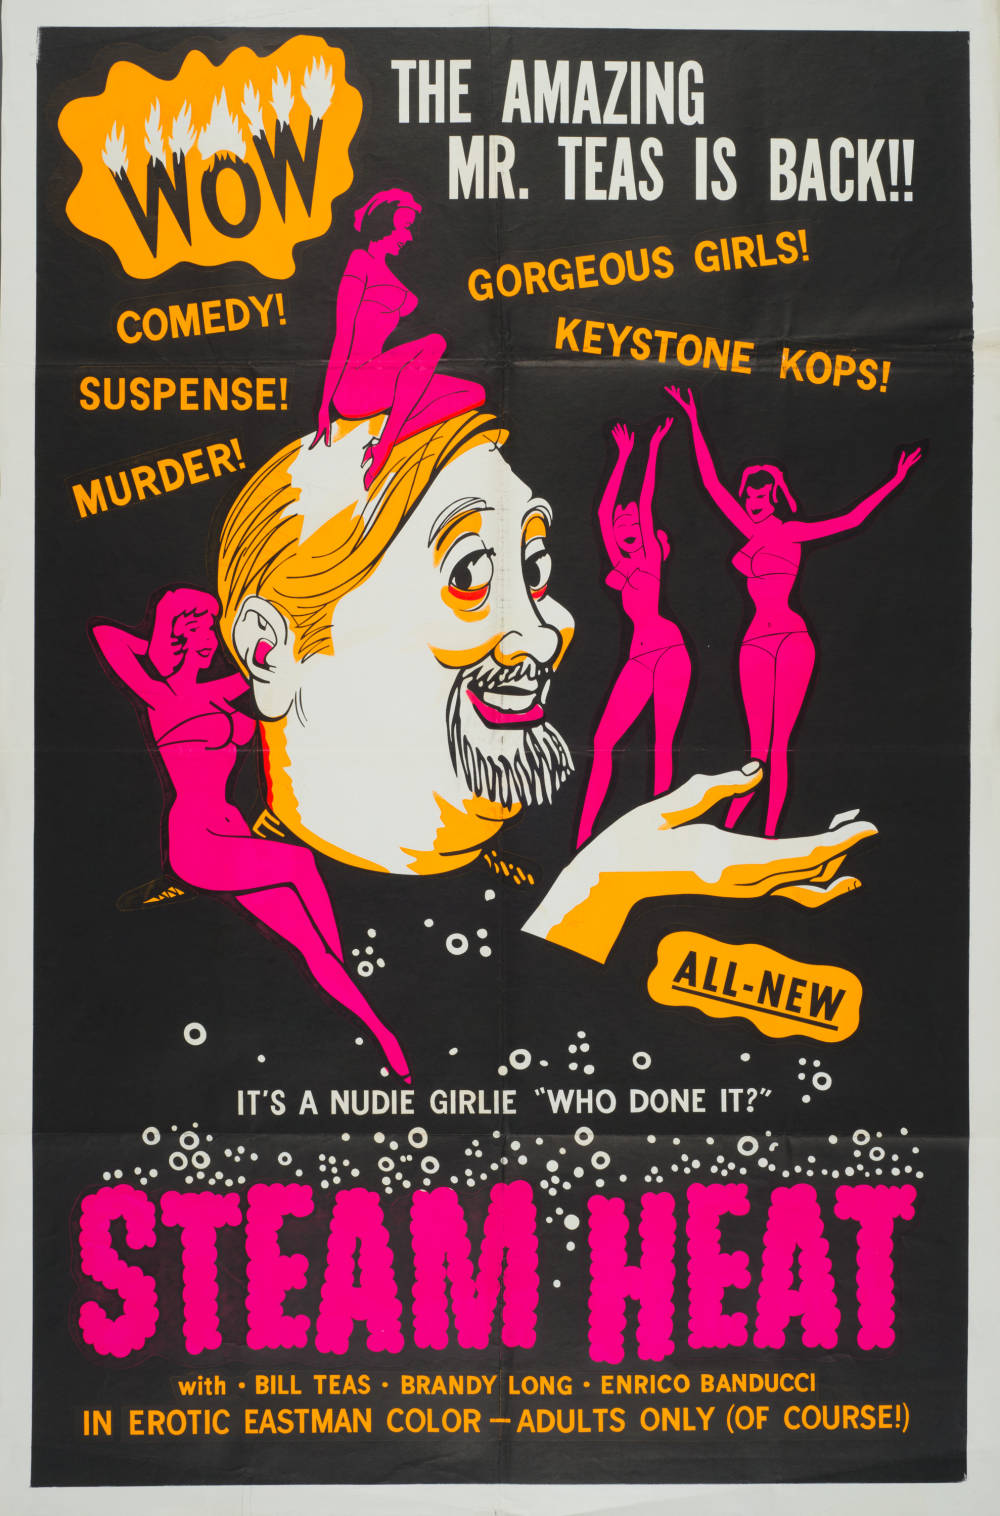 WOW
THE AMAZING
MR. TEAS IS BACK!!
COMEDY!
SUSPENSE!
MURDER!
GORGEOUS GIRLS!
KEYSTONE KOPS!
ALL-NEW
IT'S A NUDIE GIRLIE "WHO DONE IT?"
STEAM HEAT
with • BILL TEAS • BRANDY LONG • ENRICO BANDUCCI
IN EROTIC EASTMAN COLOR — ADULTS ONLY (OF COURSE!)